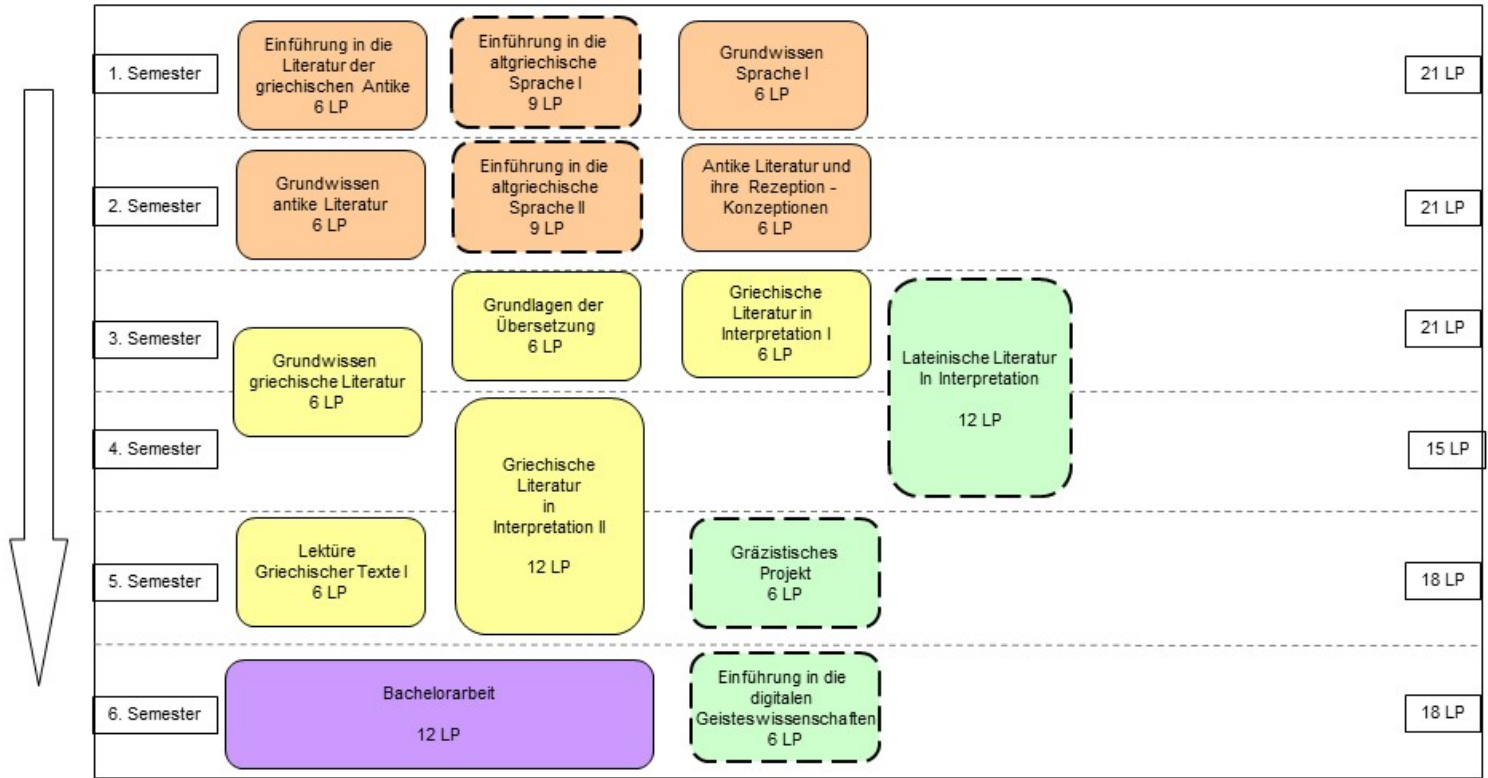 1. Semester
Einführung in die
Literatur der
griechischen Antike
6 LP
Einführung in die
altgriechische
Sprache I
9 LP
Grundwissen
Sprache I
6 LP
21 LP
2. Semester
Grundwissen
antike Literatur
6 LP
Einführung in die
altgriechische
Sprache II
9 LP
Antike Literatur und
ihre Rezeption -
Konzeptionen
6 LP
21 LP
3. Semester
Grundwissen
griechische Literatur
6 LP
Grundlagen der
Übersetzung
6 LP
Griechische
Literatur in
Interpretation I
6 LP
Lateinische Literatur
In Interpretation
12 LP
21 LP
4. Semester
Griechische
Literatur
in
Interpretation II
12 LP
15 LP
5. Semester
Lektüre
Griechischer Texte I
6 LP
Gräzistisches
Projekt
6 LP
18 LP
6. Semester
Bachelorarbeit
12 LP
Einführung in die
digitalen
Geisteswissenschaften
6 LP
18 LP